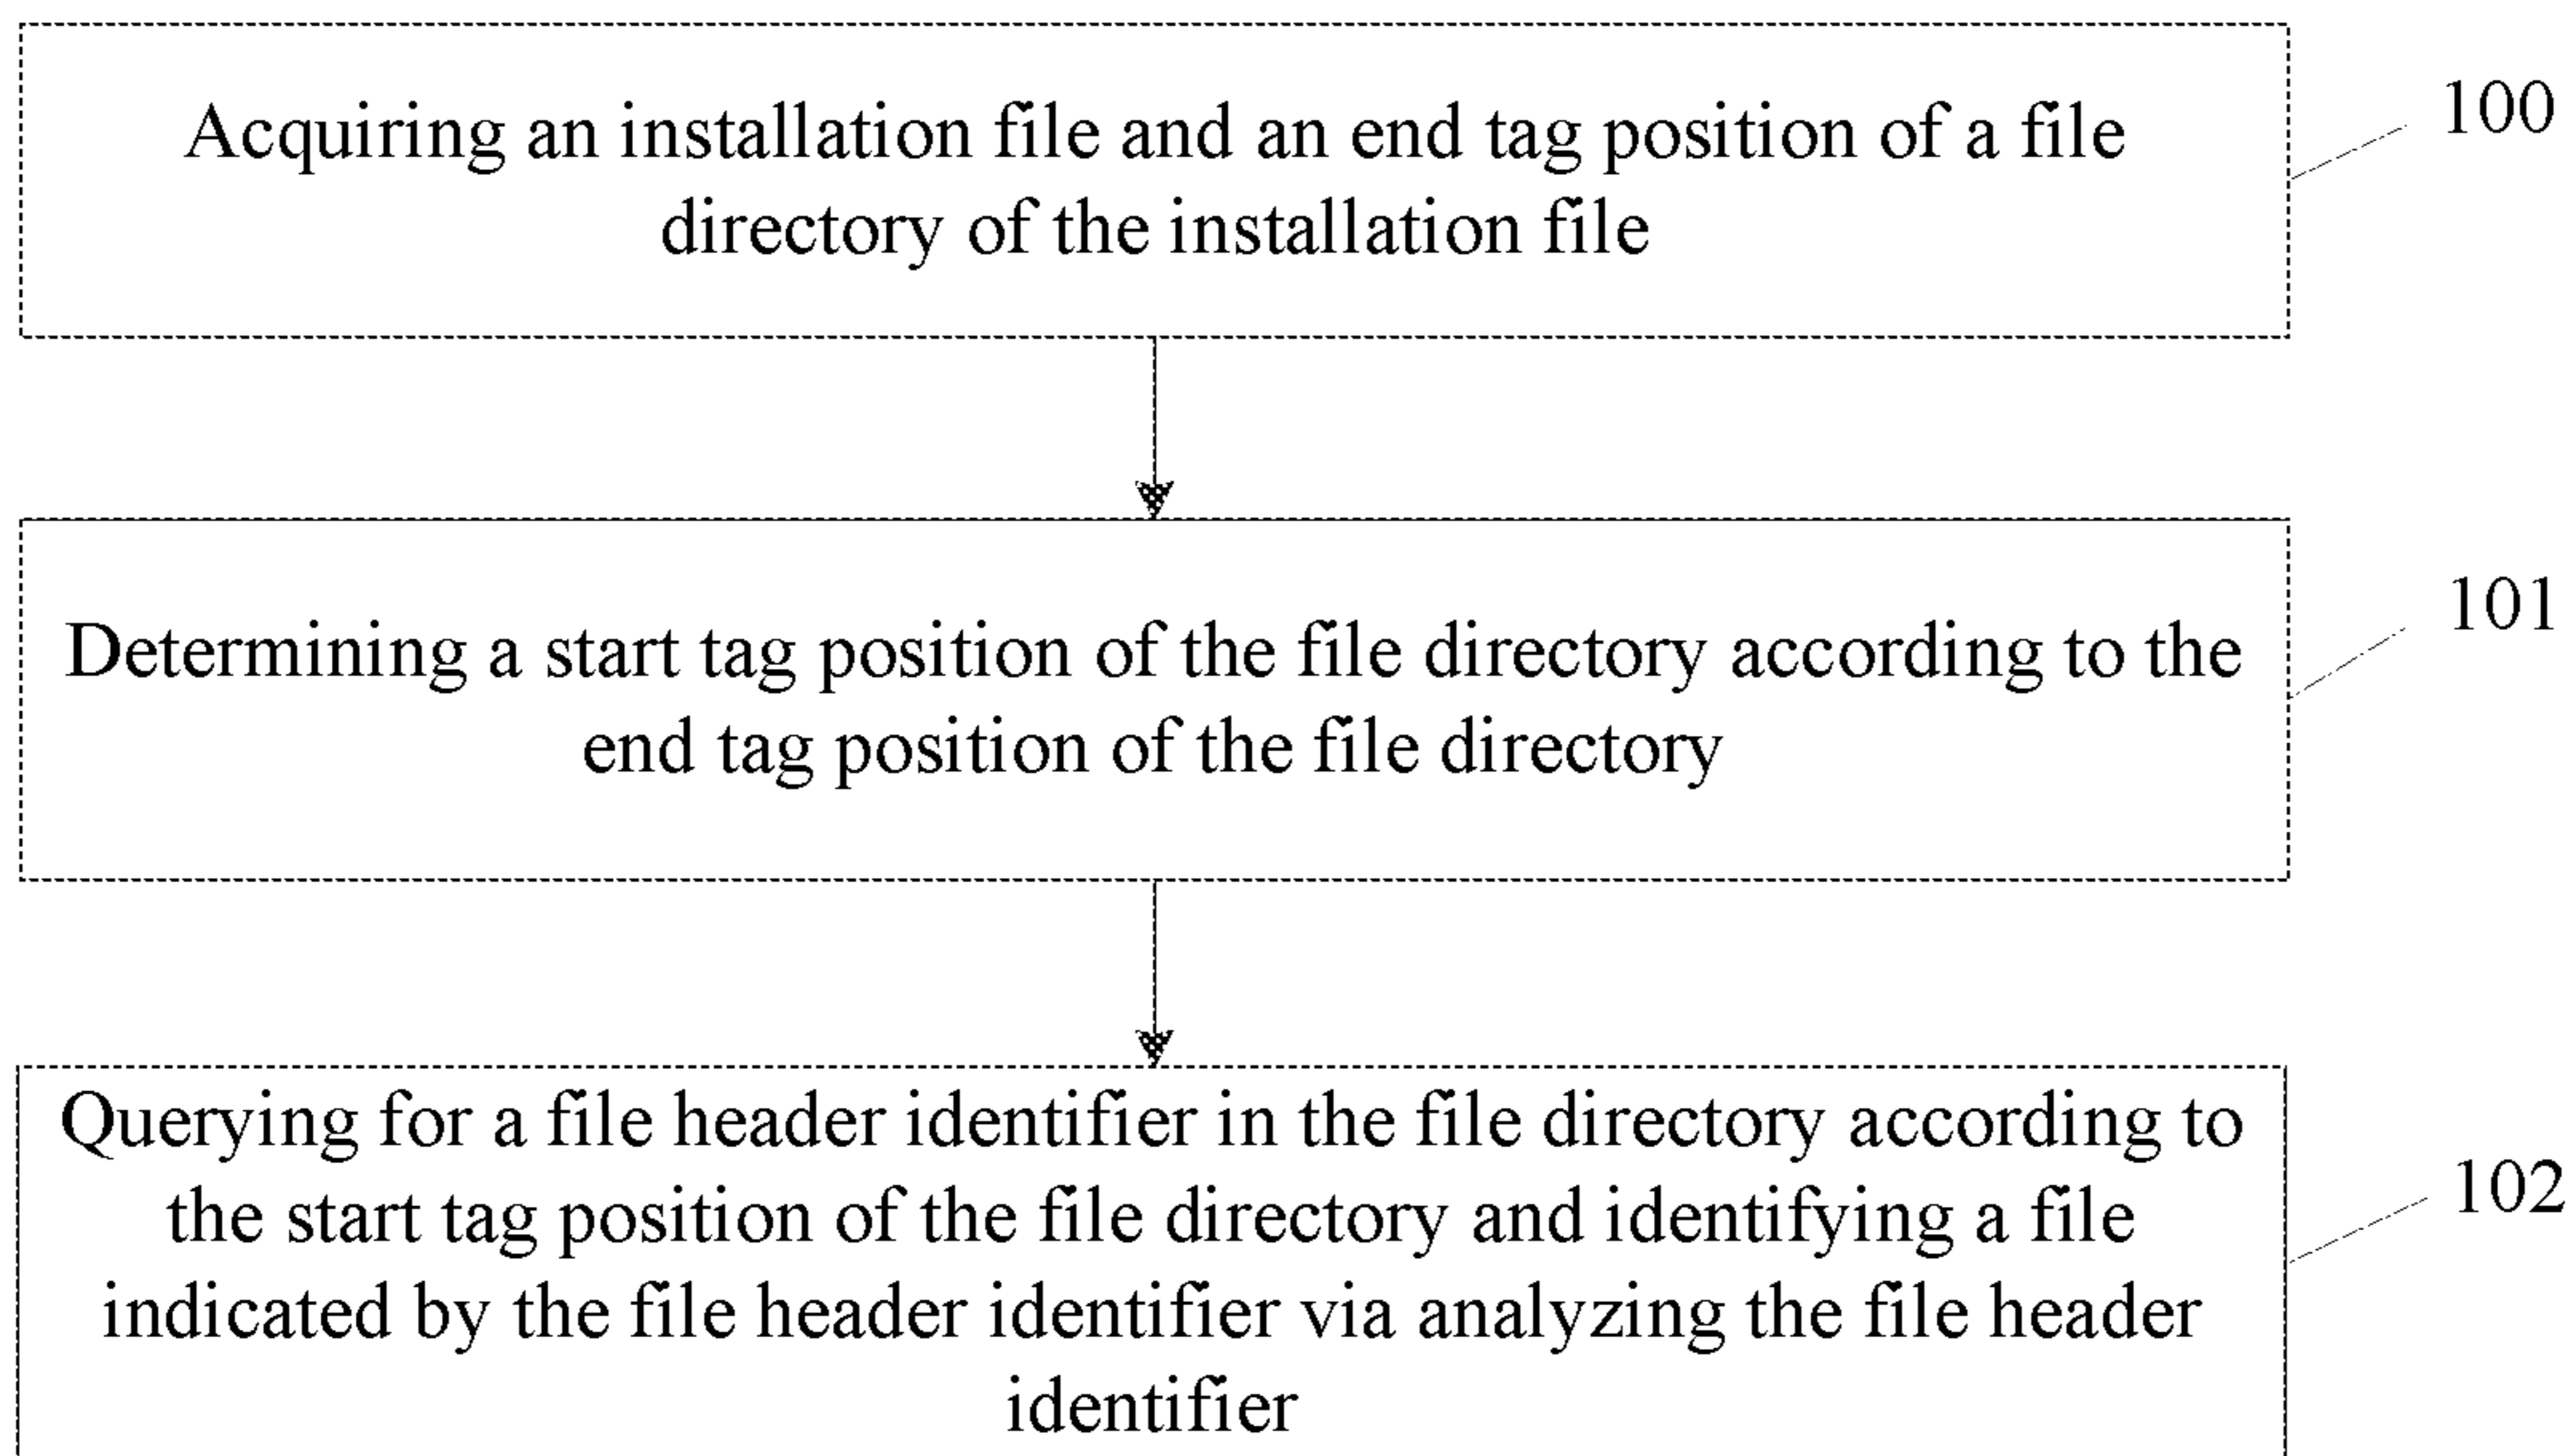 Acquiring an installation file and an end tag position of a file
directory of the installation file
100
Determining a start tag position of the file directory according to the
end tag position of the file directory
101
Querying for a file header identifier in the file directory according to
the start tag position of the file directory and identifying a file
indicated by the file header identifier via analyzing the file header
identifier
102